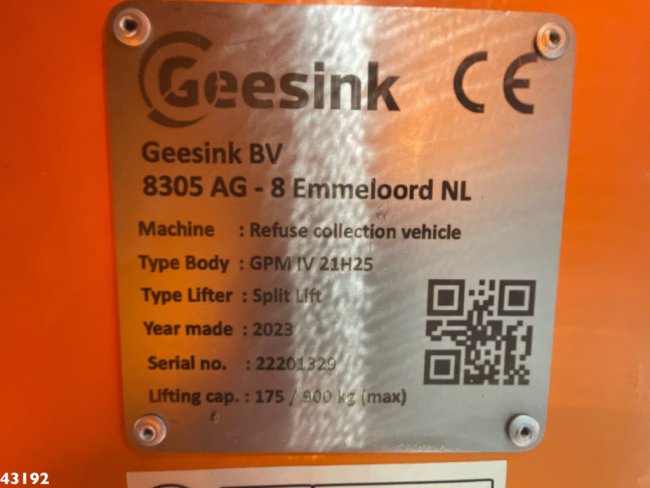 Geesink CE
Geesink BV
8305 AG - 8 Emmeloord NL
Machine : Refuse collection vehicle
Type Body : GPM IV 21H25
Type Lifter : Split Lift
Year made : 2023
Serial no. : 22201329
Lifting cap. : 175 / 900 kg (max)
43192